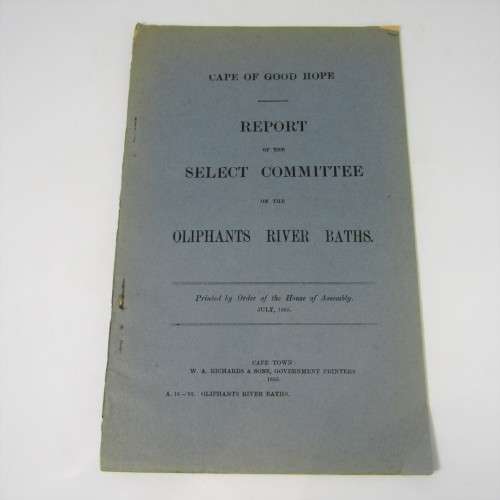 CAPE OF GOOD HOPE
REPORT
OF THE
SELECT COMMITTEE
ON THE
OLIPHANTS RIVER BATHS.
Printed by Order of the House of Assembly.
JULY,
CAPE TOWN:
W. A. RICHARDS & SONS, GOVERNMENT PRINTERS
OLIPHANTS RIVER BATHS.